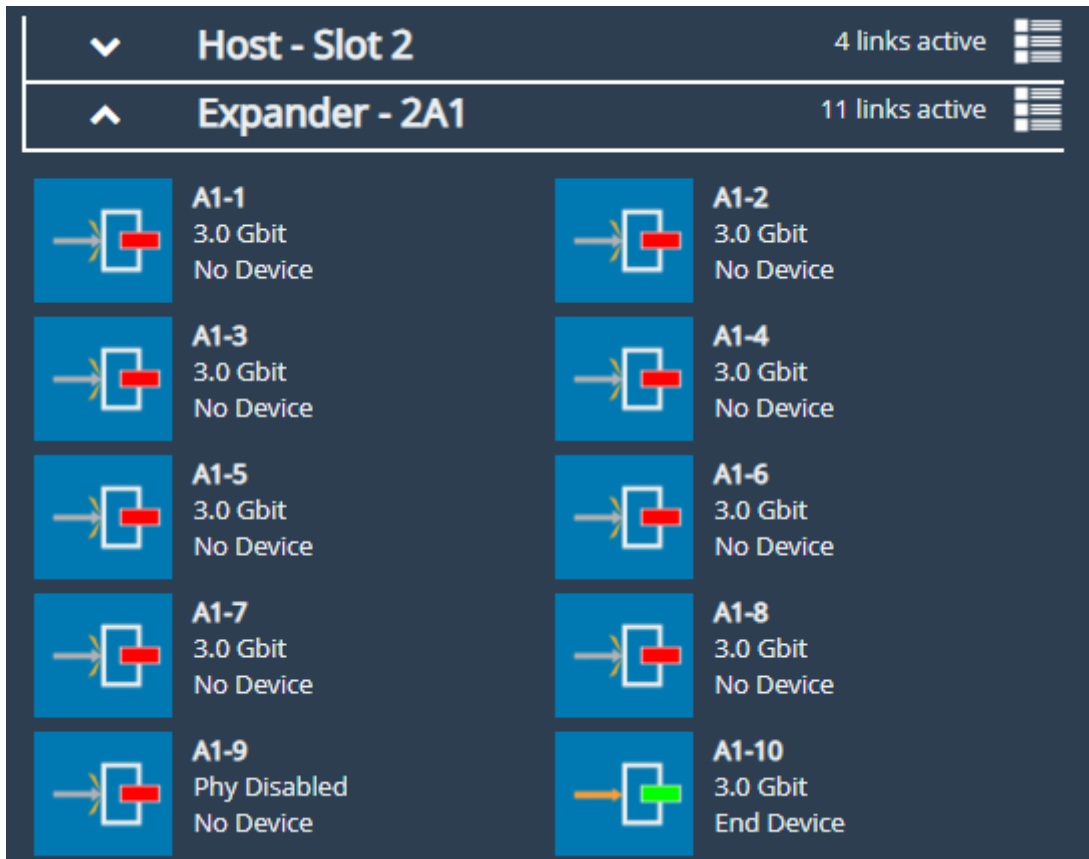 Host - Slot 2
4 links active
Expander - 2A1
11 links active
A1-1
3.0 Gbit
No Device
A1-2
3.0 Gbit
No Device
A1-3
3.0 Gbit
No Device
A1-4
3.0 Gbit
No Device
A1-5
3.0 Gbit
No Device
A1-6
3.0 Gbit
No Device
A1-7
3.0 Gbit
No Device
A1-8
3.0 Gbit
No Device
A1-9
Phy Disabled
No Device
A1-10
3.0 Gbit
End Device